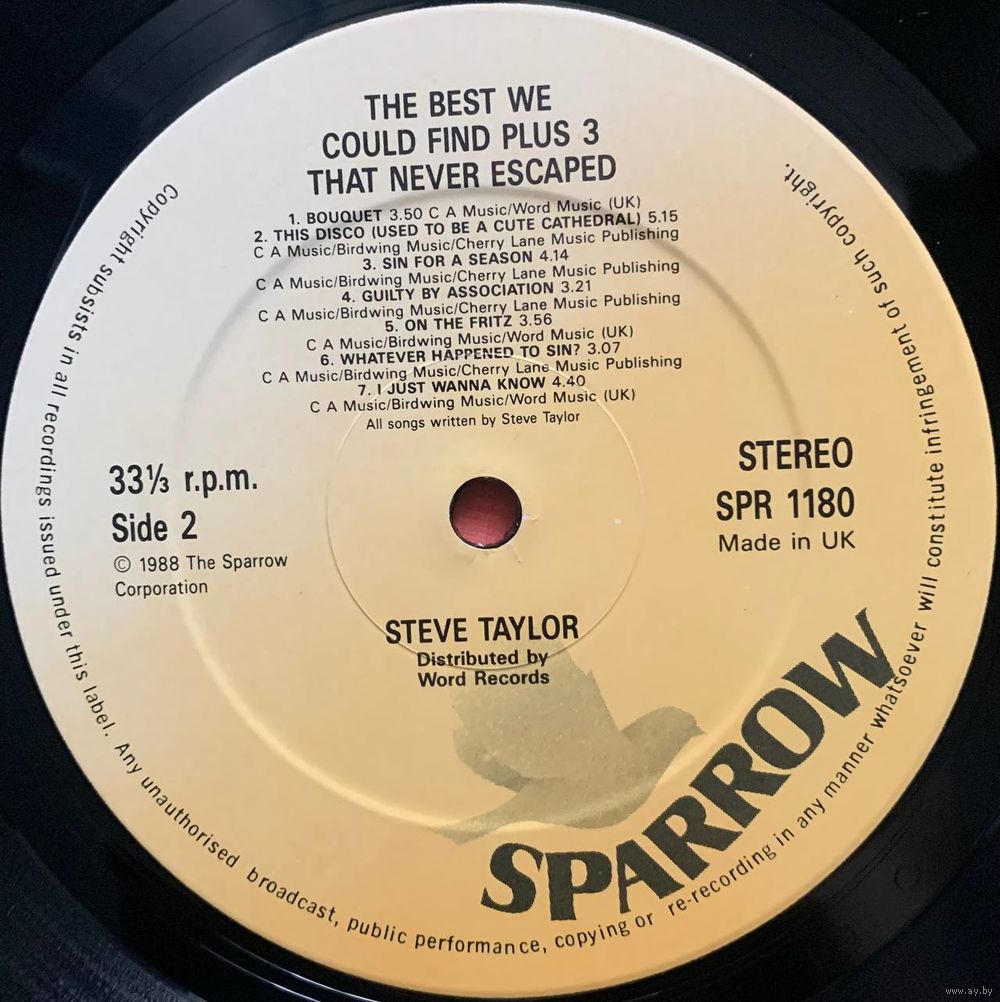 THE BEST WE
COULD FIND PLUS 3
THAT NEVER ESCAPED
1. BOUQUET 3.50 C A Music/Word Music (UK)
2. THIS DISCO (USED TO BE A CUTE CATHEDRAL) 5.15
C A Music/Birdwing Music/Cherry Lane Music Publishing
3. SIN FOR A SEASON 4.14
C A Music/Birdwing Music/Cherry Lane Music Publishing
4. GUILTY BY ASSOCIATION 3.21
C A Music/Birdwing Music/Cherry Lane Music Publishing
5. ON THE FRITZ 3.56
C A Music/Birdwing Music/Word Music (UK)
6. WHATEVER HAPPENED TO SIN? 3.07
C A Music/Birdwing Music/Cherry Lane Music Publishing
7. I JUST WANNA KNOW 4.40
C A Music/Birdwing Music/Word Music (UK)
All songs written by Steve Taylor
33⅓ r.p.m.
Side 2
© 1988 The Sparrow
Corporation
STEREO
SPR 1180
Made in UK
STEVE TAYLOR
Distributed by
Word Records
SPARROW
Copyright subsists in all recordings issued under this label. Any unauthorised broadcast, public performance, copying or re-recording in any manner whatsoever will constitute infringement of such copyright.
www.ay.by